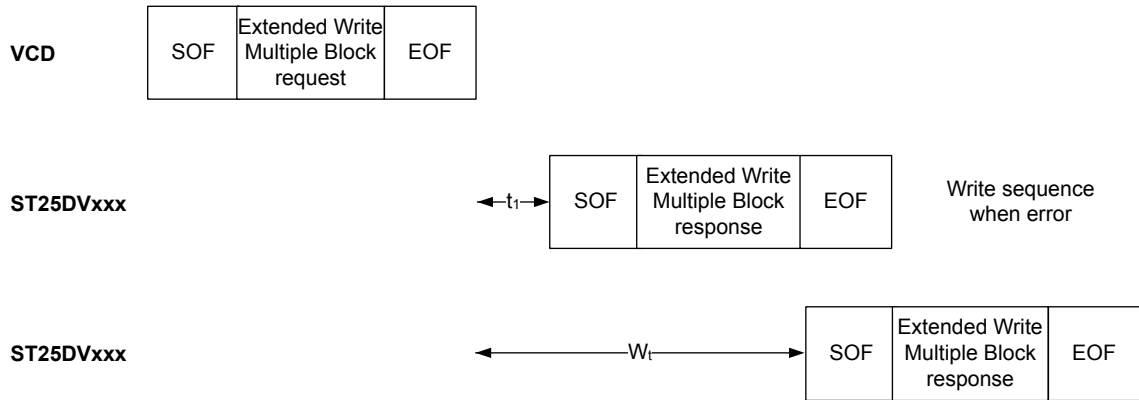 VCD
SOF
Extended Write
Multiple Block
request
EOF
ST25DVxxx
t₁
SOF
Extended Write
Multiple Block
response
EOF
Write sequence
when error
ST25DVxxx
Wₜ
SOF
Extended Write
Multiple Block
response
EOF